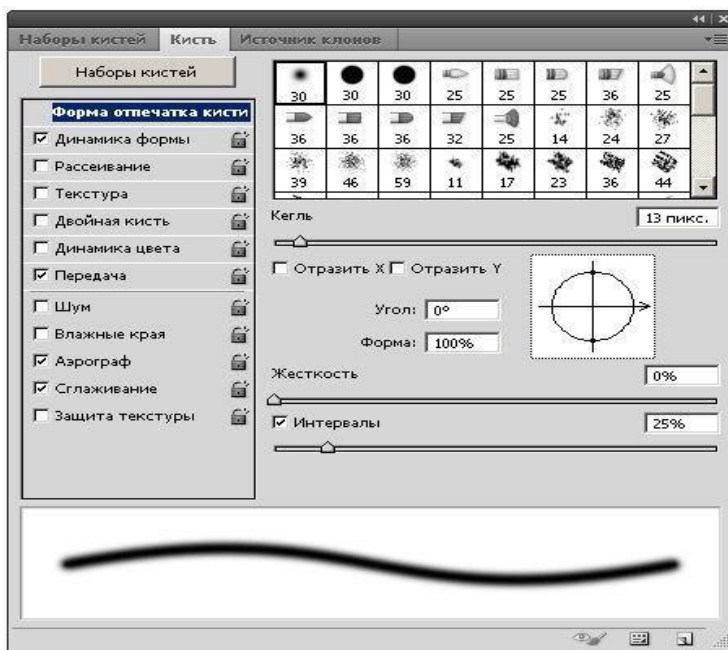 Наборы кистей Кисть Источник клонов
Наборы кистей
Форма отпечатка кисти
Динамика формы
Рассеивание
Текстура
Двойная кисть
Динамика цвета
Передача
Шум
Влажные края
Аэрограф
Сглаживание
Защита текстуры
30 30 30 25 25 25 36 25
36 36 36 32 25 14 24 27
39 46 59 11 17 23 36 44
Кегль 13 пикс.
Отразить X Отразить Y
Угол: 0º
Форма: 100%
Жесткость 0%
Интервалы 25%